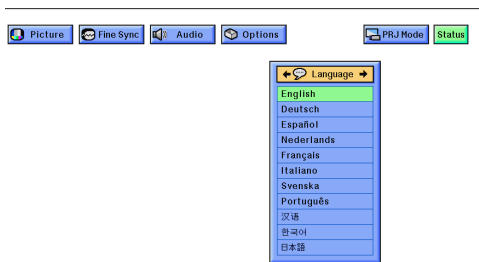 Picture Fine Sync Audio Options PRJ Mode Status
Language
English
Deutsch
Español
Nederlands
Français
Italiano
Svenska
Português
汉语
한국어
日本語